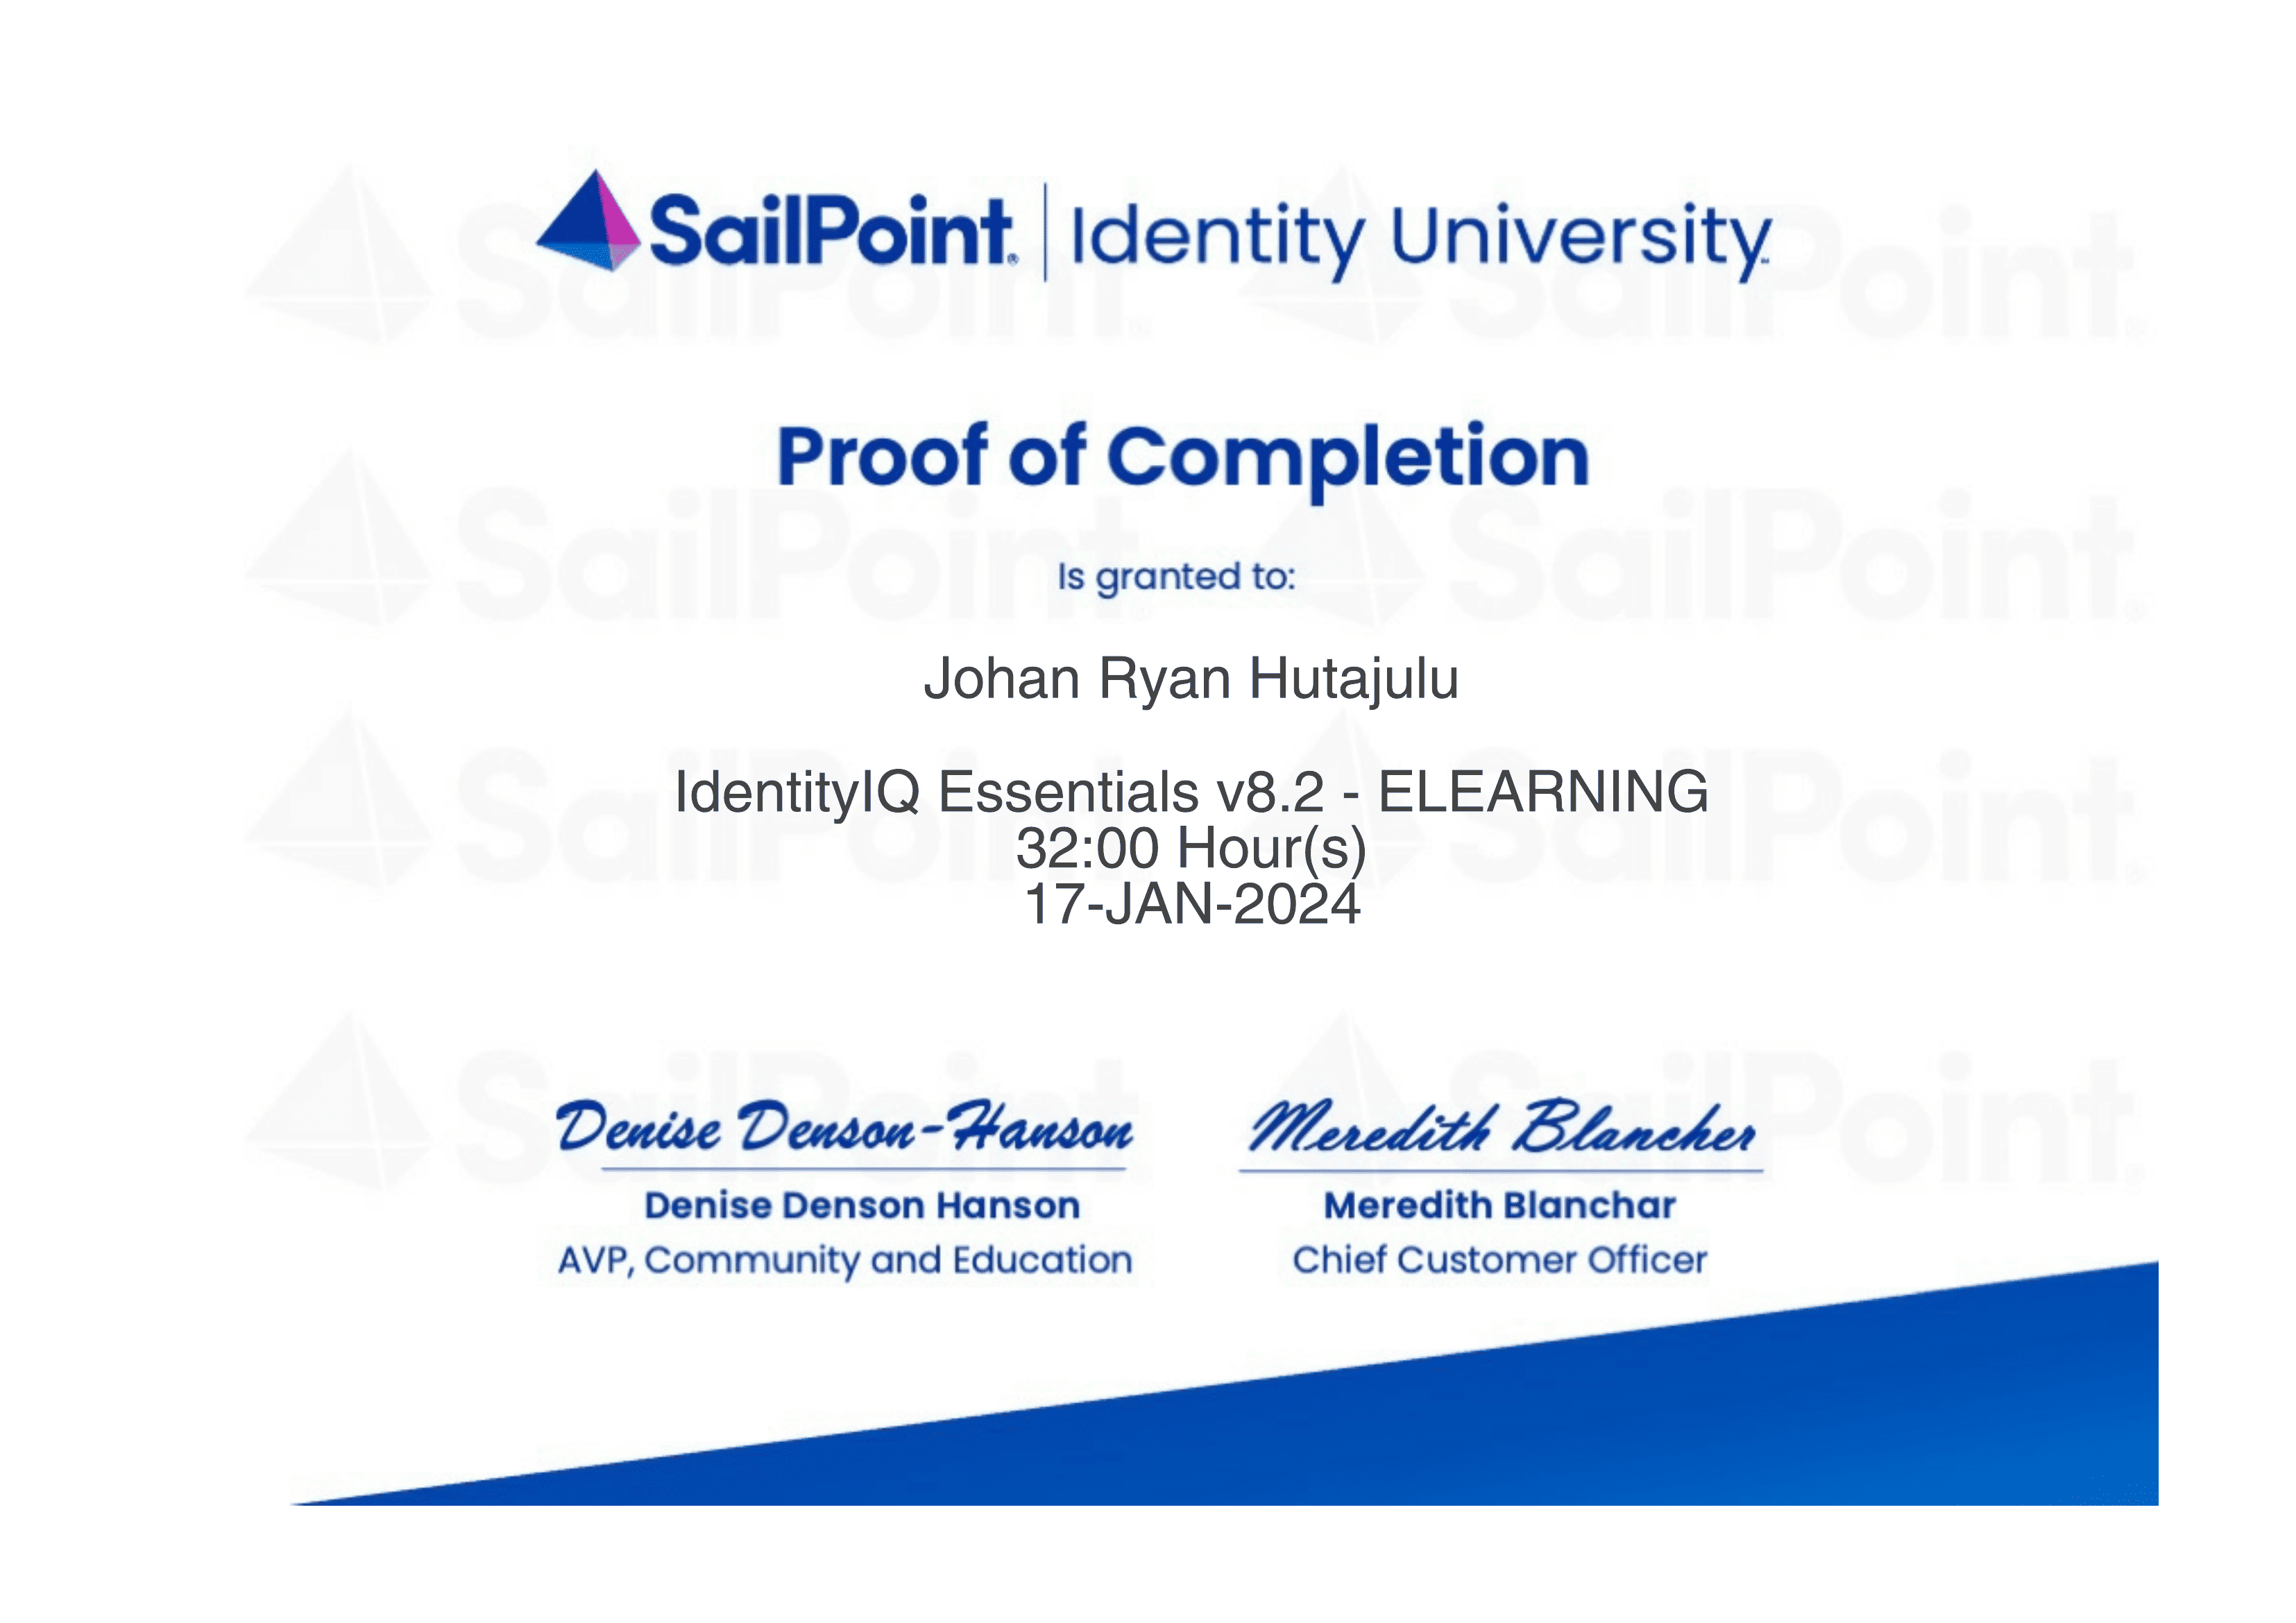 SailPoint® | Identity University™
Proof of Completion
Is granted to:
Johan Ryan Hutajulu
IdentityIQ Essentials v8.2 - ELEARNING
32:00 Hour(s)
17-JAN-2024
Denise Denson-Hanson
Meredith Blancher
Denise Denson Hanson
Meredith Blanchar
AVP, Community and Education
Chief Customer Officer